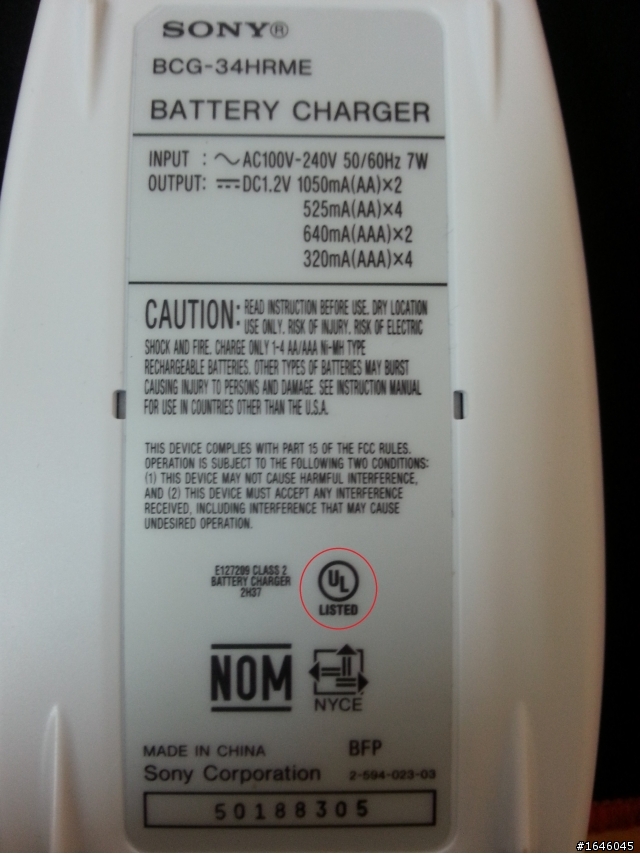 SONY®
BCG-34HRME
BATTERY CHARGER
INPUT : ∼AC100V-240V 50/60Hz 7W
OUTPUT: ⎓DC1.2V 1050mA(AA)×2
525mA(AA)×4
640mA(AAA)×2
320mA(AAA)×4
CAUTION: READ INSTRUCTION BEFORE USE. DRY LOCATION
USE ONLY. RISK OF INJURY. RISK OF ELECTRIC
SHOCK AND FIRE. CHARGE ONLY 1-4 AA/AAA Ni-MH TYPE
RECHARGEABLE BATTERIES. OTHER TYPES OF BATTERIES MAY BURST
CAUSING INJURY TO PERSONS AND DAMAGE. SEE INSTRUCTION MANUAL
FOR USE IN COUNTRIES OTHER THAN THE U.S.A.
THIS DEVICE COMPLIES WITH PART 15 OF THE FCC RULES.
OPERATION IS SUBJECT TO THE FOLLOWING TWO CONDITIONS:
(1) THIS DEVICE MAY NOT CAUSE HARMFUL INTERFERENCE,
AND (2) THIS DEVICE MUST ACCEPT ANY INTERFERENCE
RECEIVED, INCLUDING INTERFERENCE THAT MAY CAUSE
UNDESIRED OPERATION.
E127209 CLASS 2
BATTERY CHARGER
2H37
UL
LISTED
NOM
NYCE
MADE IN CHINA BFP
Sony Corporation 2-594-023-03
50188305
#1646045